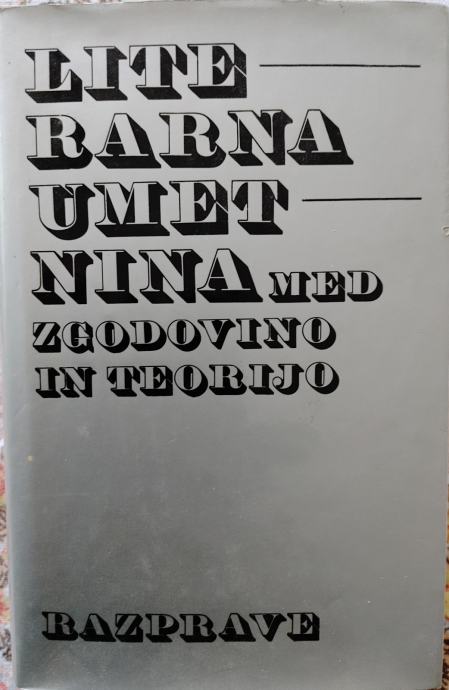 LITE
RARNA
UMET
NINA MED
ZGODOVINO
IN TEORIJO
RAZPRAVE